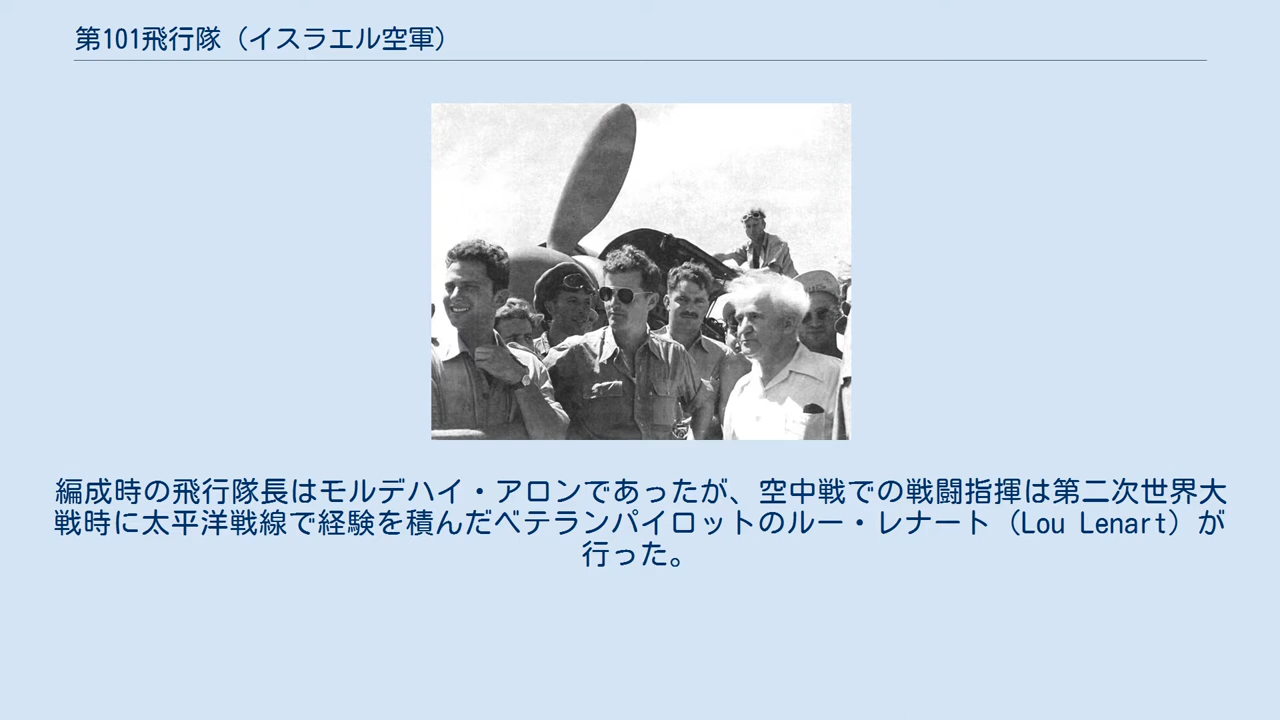 第101飛行隊（イスラエル空軍）
編成時の飛行隊長はモルデハイ・アロンであったが、空中戦での戦闘指揮は第二次世界大
戦時に太平洋戦線で経験を積んだベテランパイロットのルー・レナート（Lou Lenart）が
行った。